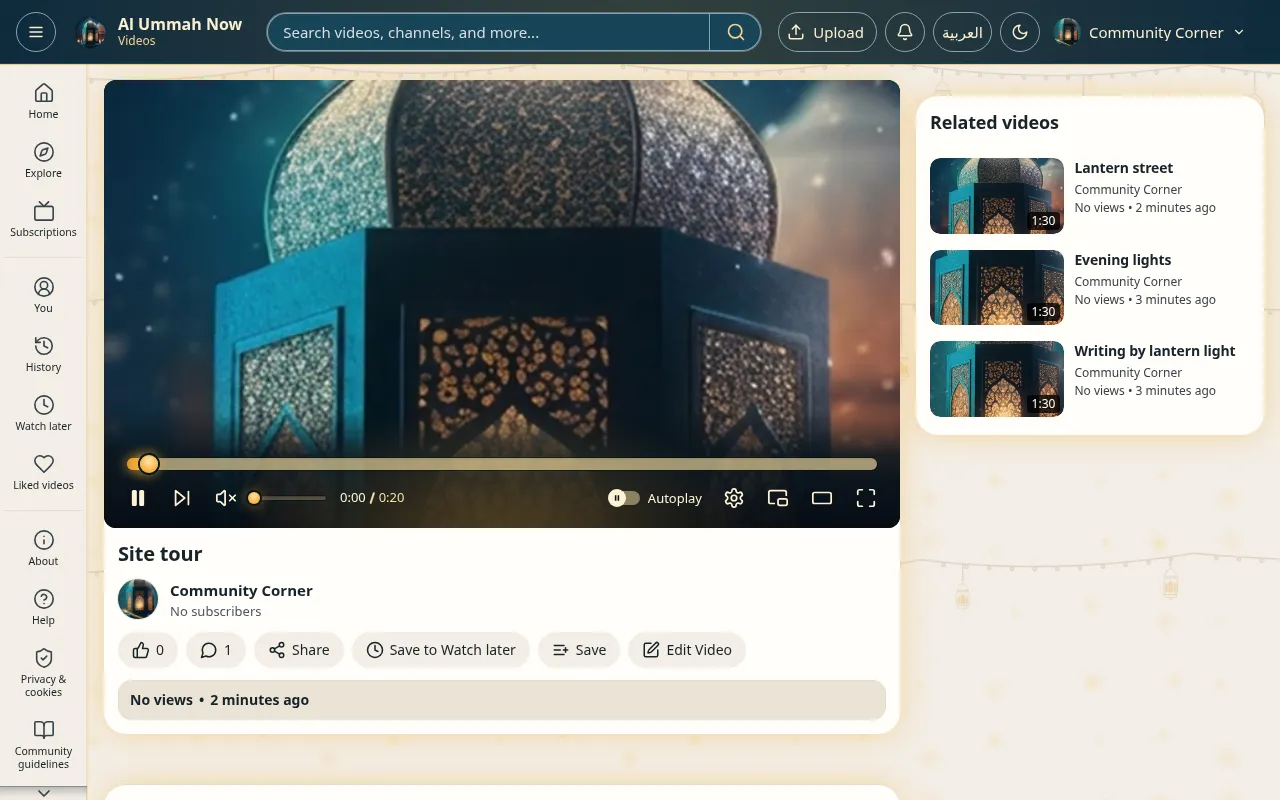 Al Ummah Now
Videos
Search videos, channels, and more...
Upload
العربية
Community Corner
Home
Explore
Subscriptions
You
History
Watch later
Liked videos
About
Help
Privacy &
cookies
Community
guidelines
0:00 / 0:20
Autoplay
Site tour
Community Corner
No subscribers
0
1
Share
Save to Watch later
Save
Edit Video
No views • 2 minutes ago
Related videos
1:30
Lantern street
Community Corner
No views • 2 minutes ago
1:30
Evening lights
Community Corner
No views • 3 minutes ago
1:30
Writing by lantern light
Community Corner
No views • 3 minutes ago